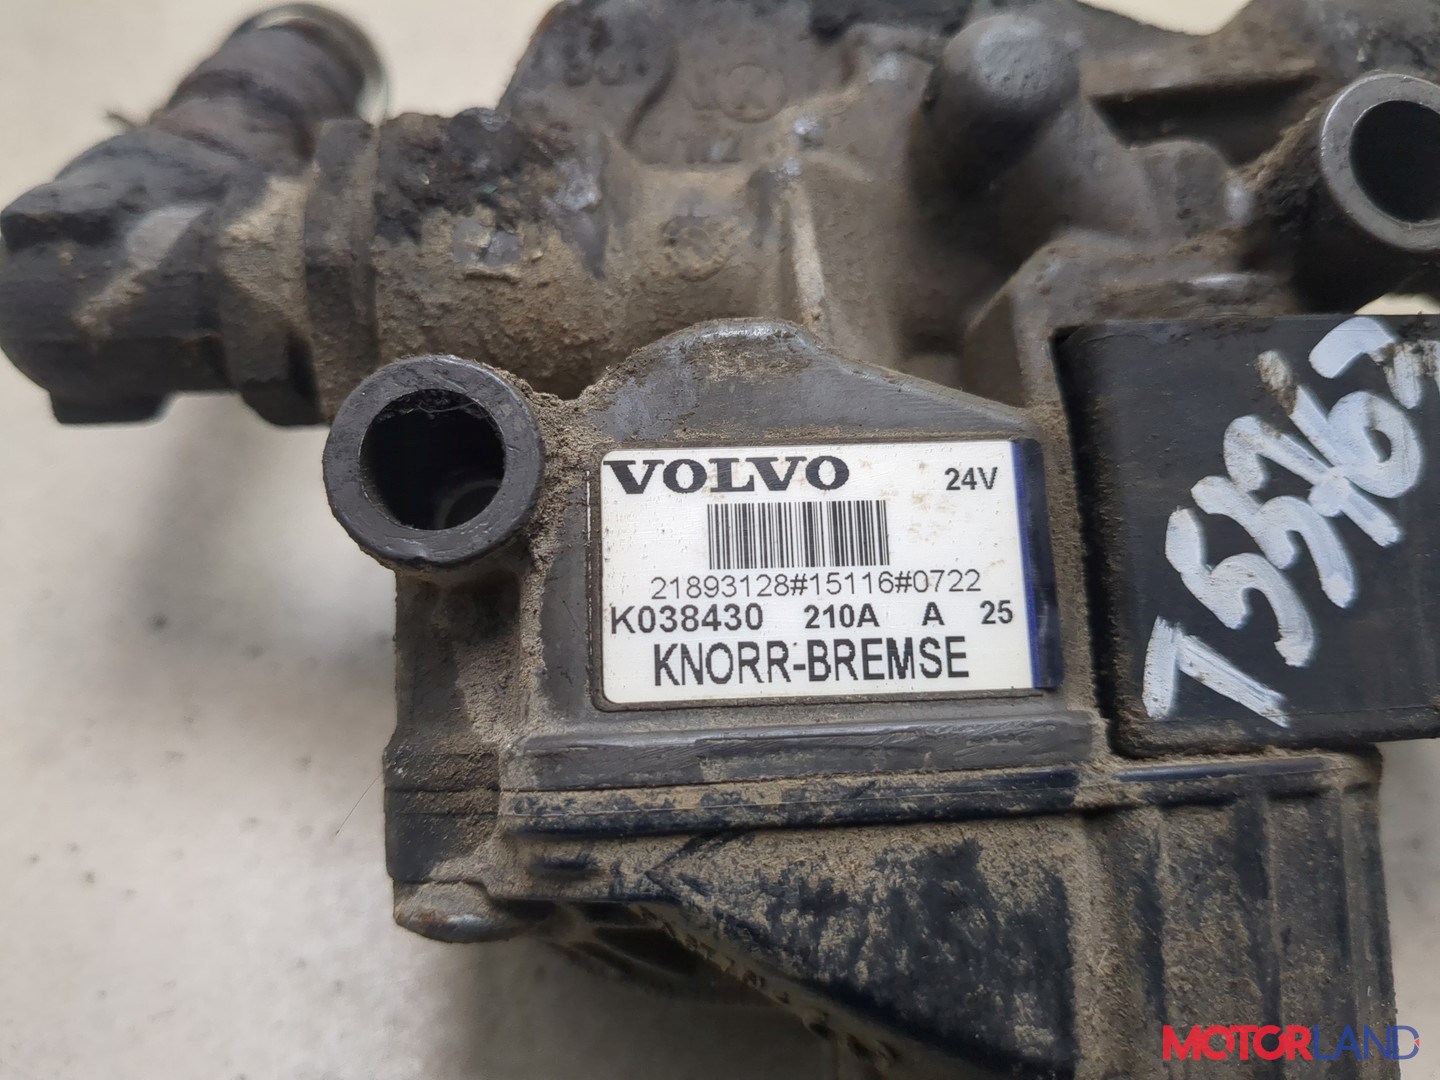 VOLVO 24V
21893128#15116#0722
K038430 210A A 25
KNORR-BREMSE
MOTORLAND